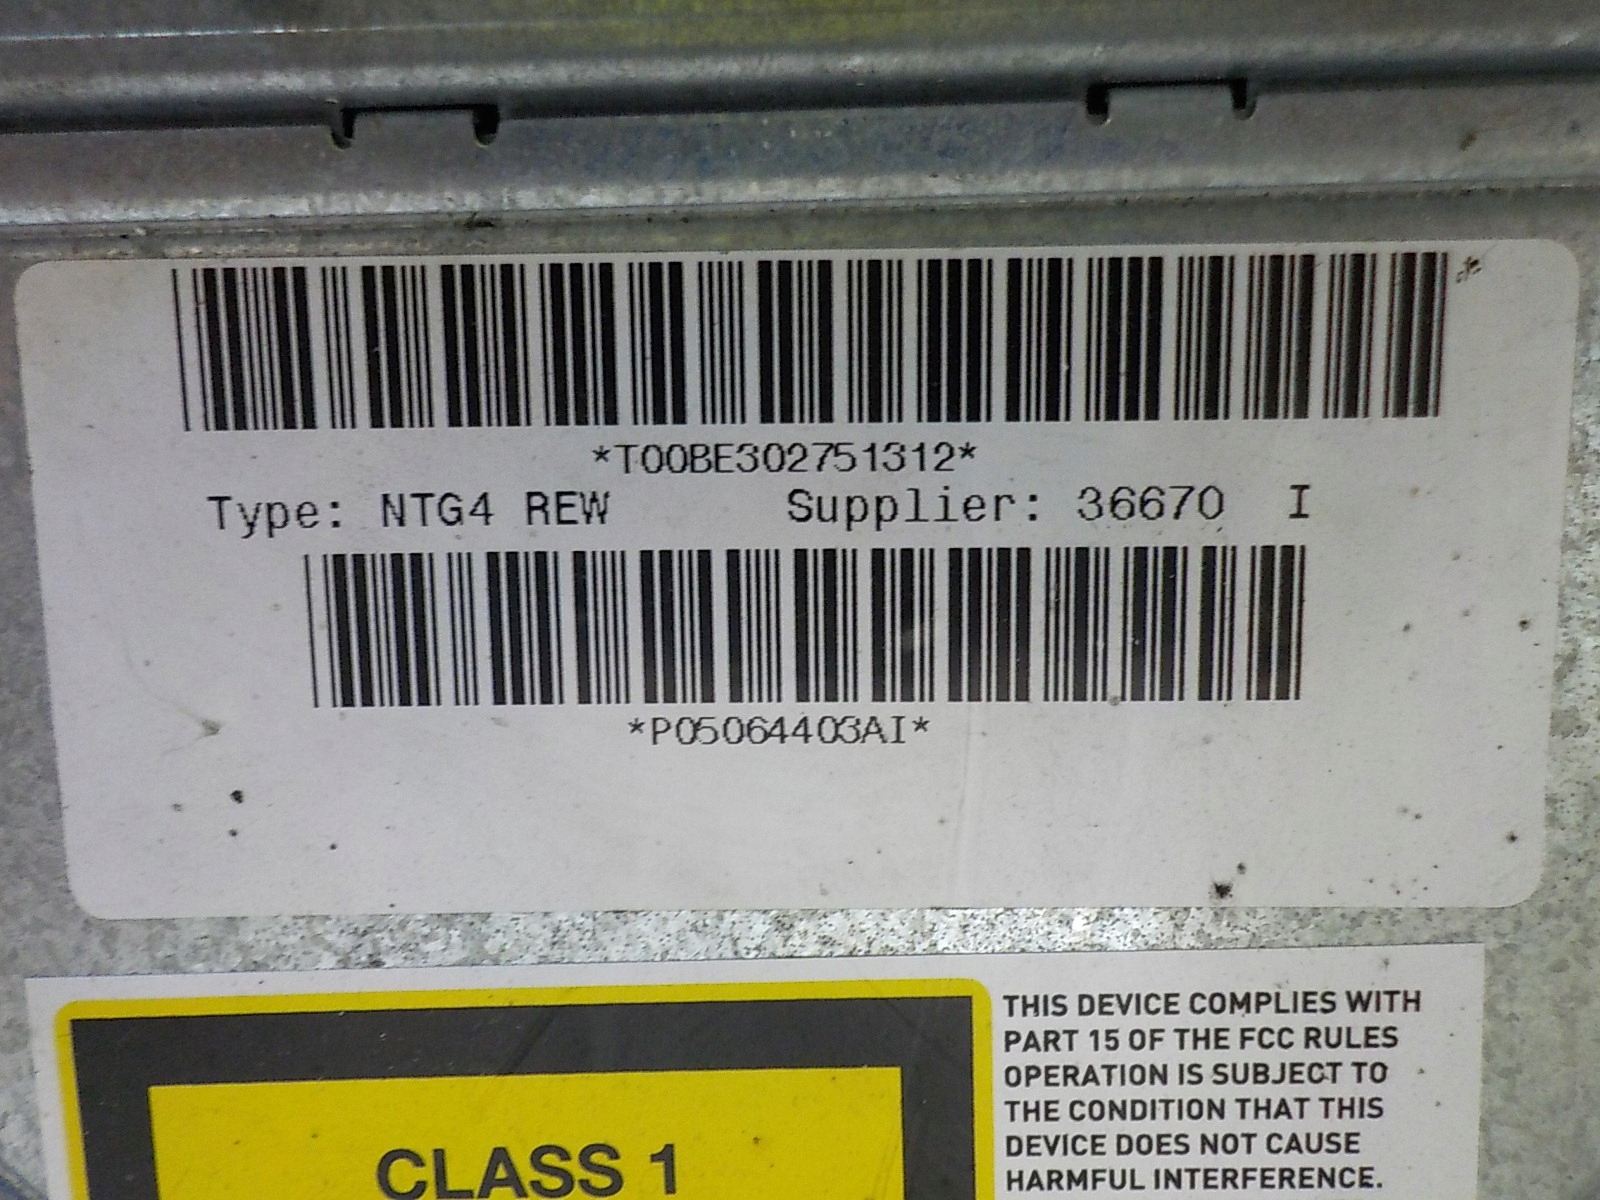 *T00BE302751312*
Type: NTG4 REW Supplier: 36670 I
*P05064403AI*
THIS DEVICE COMPLIES WITH
PART 15 OF THE FCC RULES
OPERATION IS SUBJECT TO
THE CONDITION THAT THIS
DEVICE DOES NOT CAUSE
HARMFUL INTERFERENCE.
CLASS 1